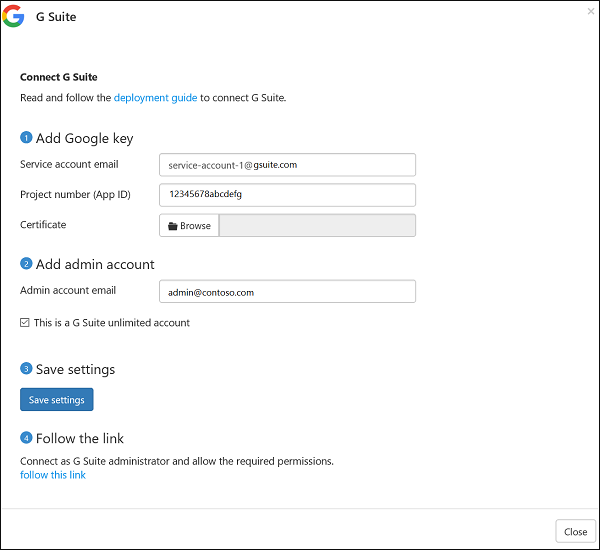 G Suite
×
Connect G Suite
Read and follow the deployment guide to connect G Suite.
1 Add Google key
Service account email service-account-1@gsuite.com
Project number (App ID) 12345678abcdefg
Certificate Browse
2 Add admin account
Admin account email admin@contoso.com
This is a G Suite unlimited account
3 Save settings
Save settings
4 Follow the link
Connect as G Suite administrator and allow the required permissions.
follow this link
Close